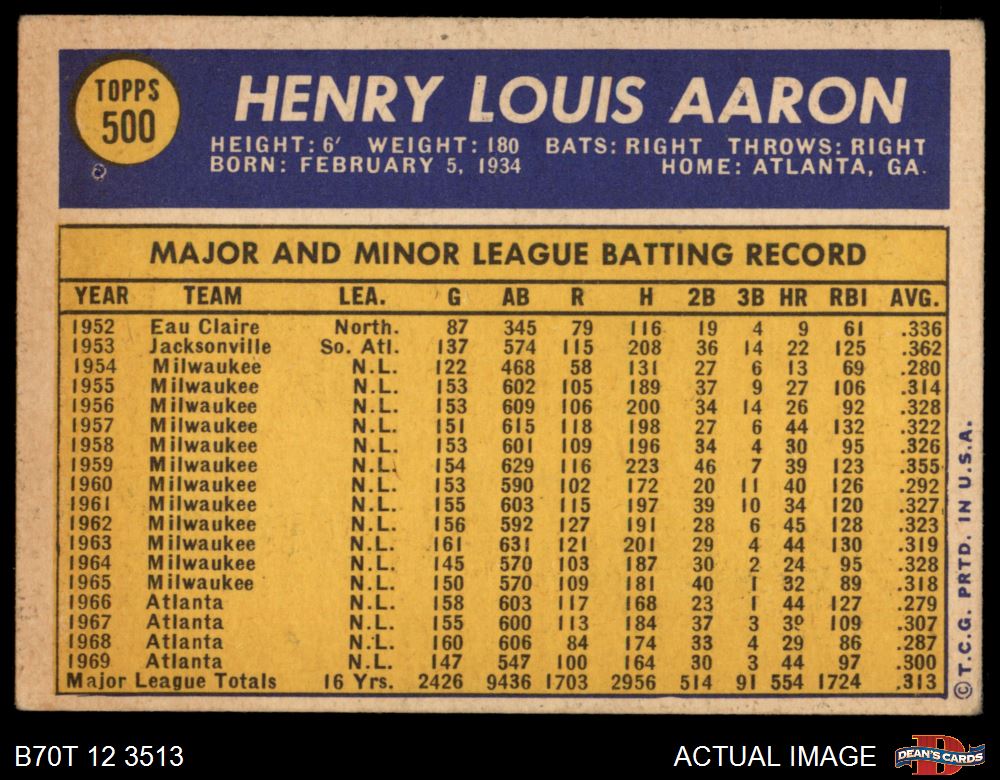 TOPPS
500
HENRY LOUIS AARON
HEIGHT: 6' WEIGHT: 180 BATS: RIGHT THROWS: RIGHT
BORN: FEBRUARY 5, 1934 HOME: ATLANTA, GA.
MAJOR AND MINOR LEAGUE BATTING RECORD
YEAR TEAM LEA. G AB R H 2B 3B HR RBI AVG.
1952 Eau Claire North. 87 345 79 116 19 4 9 61 .336
1953 Jacksonville So. Atl. 137 574 115 208 36 14 22 125 .362
1954 Milwaukee N.L. 122 468 58 131 27 6 13 69 .280
1955 Milwaukee N.L. 153 602 105 189 37 9 27 106 .314
1956 Milwaukee N.L. 153 609 106 200 34 14 26 92 .328
1957 Milwaukee N.L. 151 615 118 198 27 6 44 132 .322
1958 Milwaukee N.L. 153 601 109 196 34 4 30 95 .326
1959 Milwaukee N.L. 154 629 116 223 46 7 39 123 .355
1960 Milwaukee N.L. 153 590 102 172 20 11 40 126 .292
1961 Milwaukee N.L. 155 603 115 197 39 10 34 120 .327
1962 Milwaukee N.L. 156 592 127 191 28 6 45 128 .323
1963 Milwaukee N.L. 161 631 121 201 29 4 44 130 .319
1964 Milwaukee N.L. 145 570 103 187 30 2 24 95 .328
1965 Milwaukee N.L. 150 570 109 181 40 1 32 89 .318
1966 Atlanta N.L. 158 603 117 168 23 1 44 127 .279
1967 Atlanta N.L. 155 600 113 184 37 3 39 109 .307
1968 Atlanta N.L. 160 606 84 174 33 4 29 86 .287
1969 Atlanta N.L. 147 547 100 164 30 3 44 97 .300
Major League Totals 16 Yrs. 2426 9436 1703 2956 514 91 554 1724 .313
© T.C.G. PRTD. IN U.S.A.
B70T 12 3513
ACTUAL IMAGE
D
DEAN'S CARDS